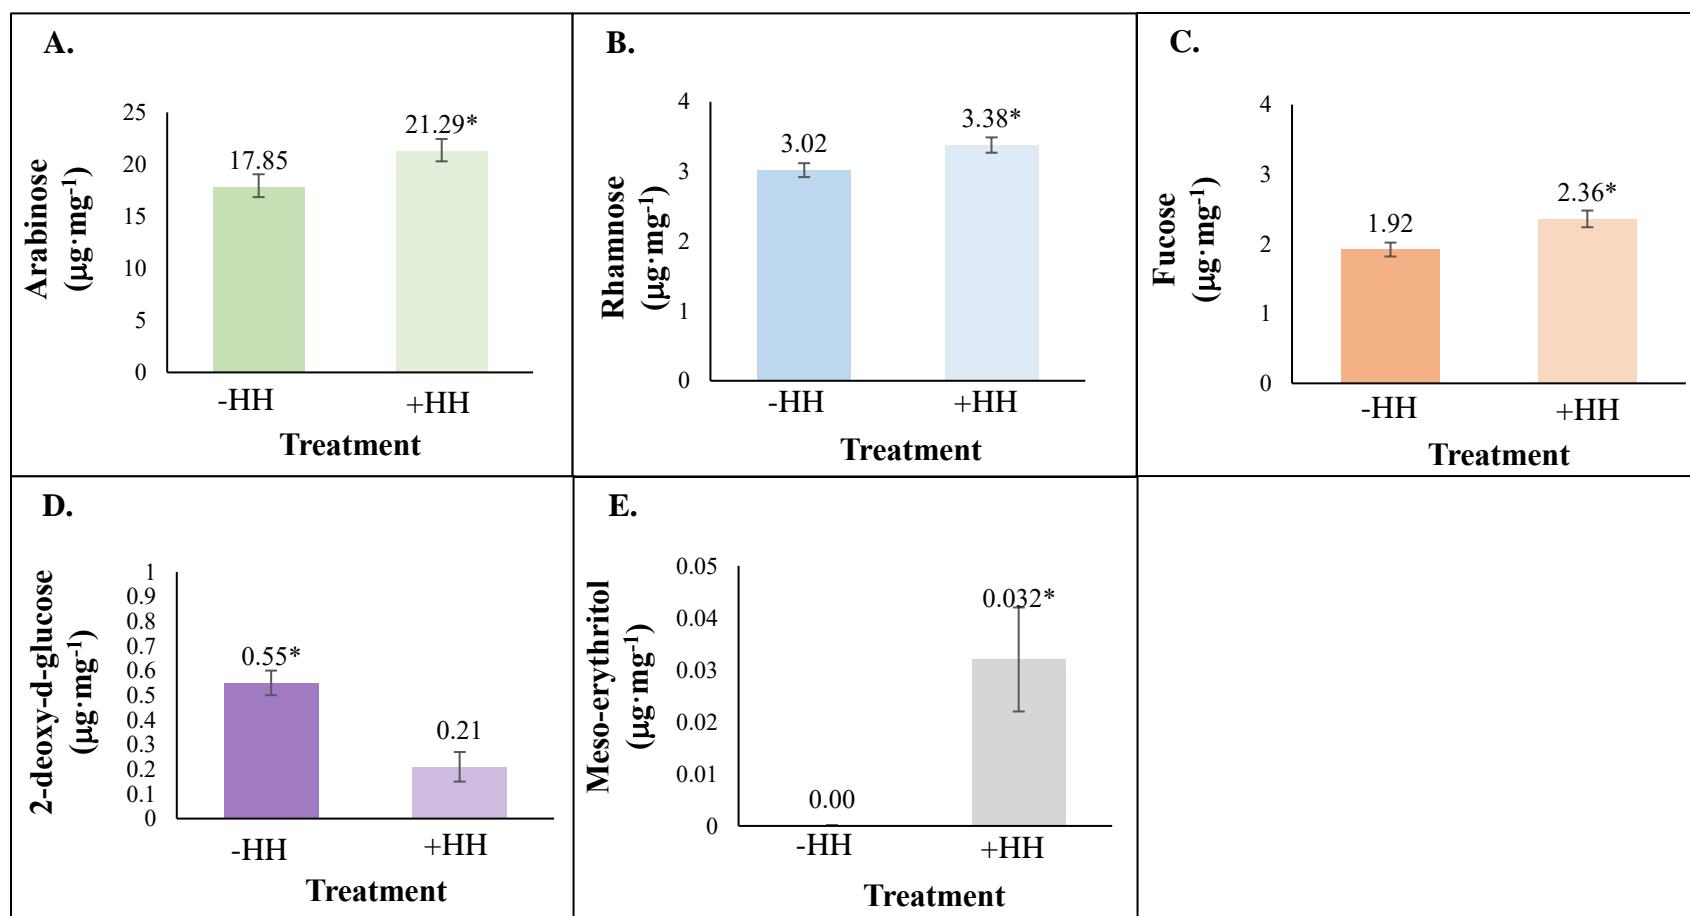 A.
Arabinose
(µg·mg-1)
25
20
15
10
5
0
17.85
21.29*
-HH
+HH
Treatment
B.
Rhamnose
(µg·mg-1)
4
3
2
1
0
3.02
3.38*
-HH
+HH
Treatment
C.
Fucose
(µg·mg-1)
4
3
2
1
0
1.92
2.36*
-HH
+HH
Treatment
D.
2-deoxy-d-glucose
(µg·mg-1)
1
0.9
0.8
0.7
0.6
0.5
0.4
0.3
0.2
0.1
0
0.55*
0.21
-HH
+HH
Treatment
E.
Meso-erythritol
(µg·mg-1)
0.05
0.04
0.03
0.02
0.01
0
0.00
0.032*
-HH
+HH
Treatment